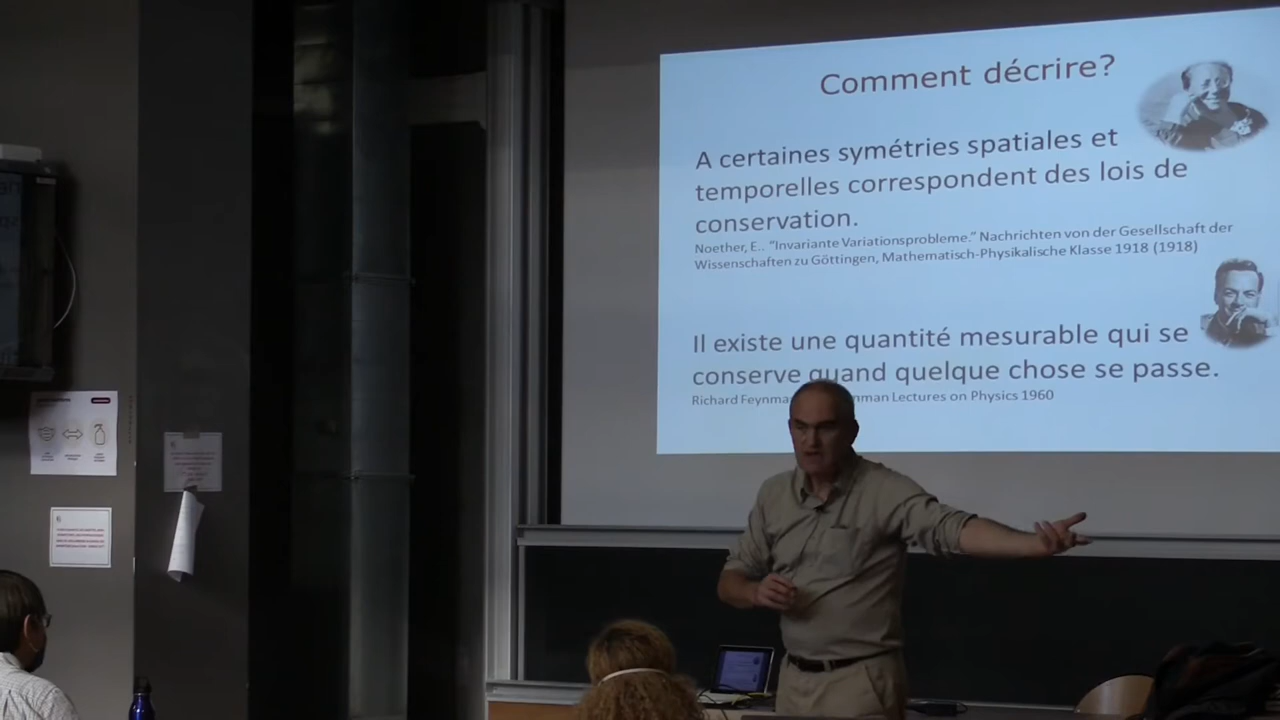 Comment décrire?
A certaines symétries spatiales et
temporelles correspondent des lois de
conservation.
Noether, E.. "Invariante Variationsprobleme." Nachrichten von der Gesellschaft der
Wissenschaften zu Göttingen, Mathematisch-Physikalische Klasse 1918 (1918)
Il existe une quantité mesurable qui se
conserve quand quelque chose se passe.
Richard Lectures on Physics 1960